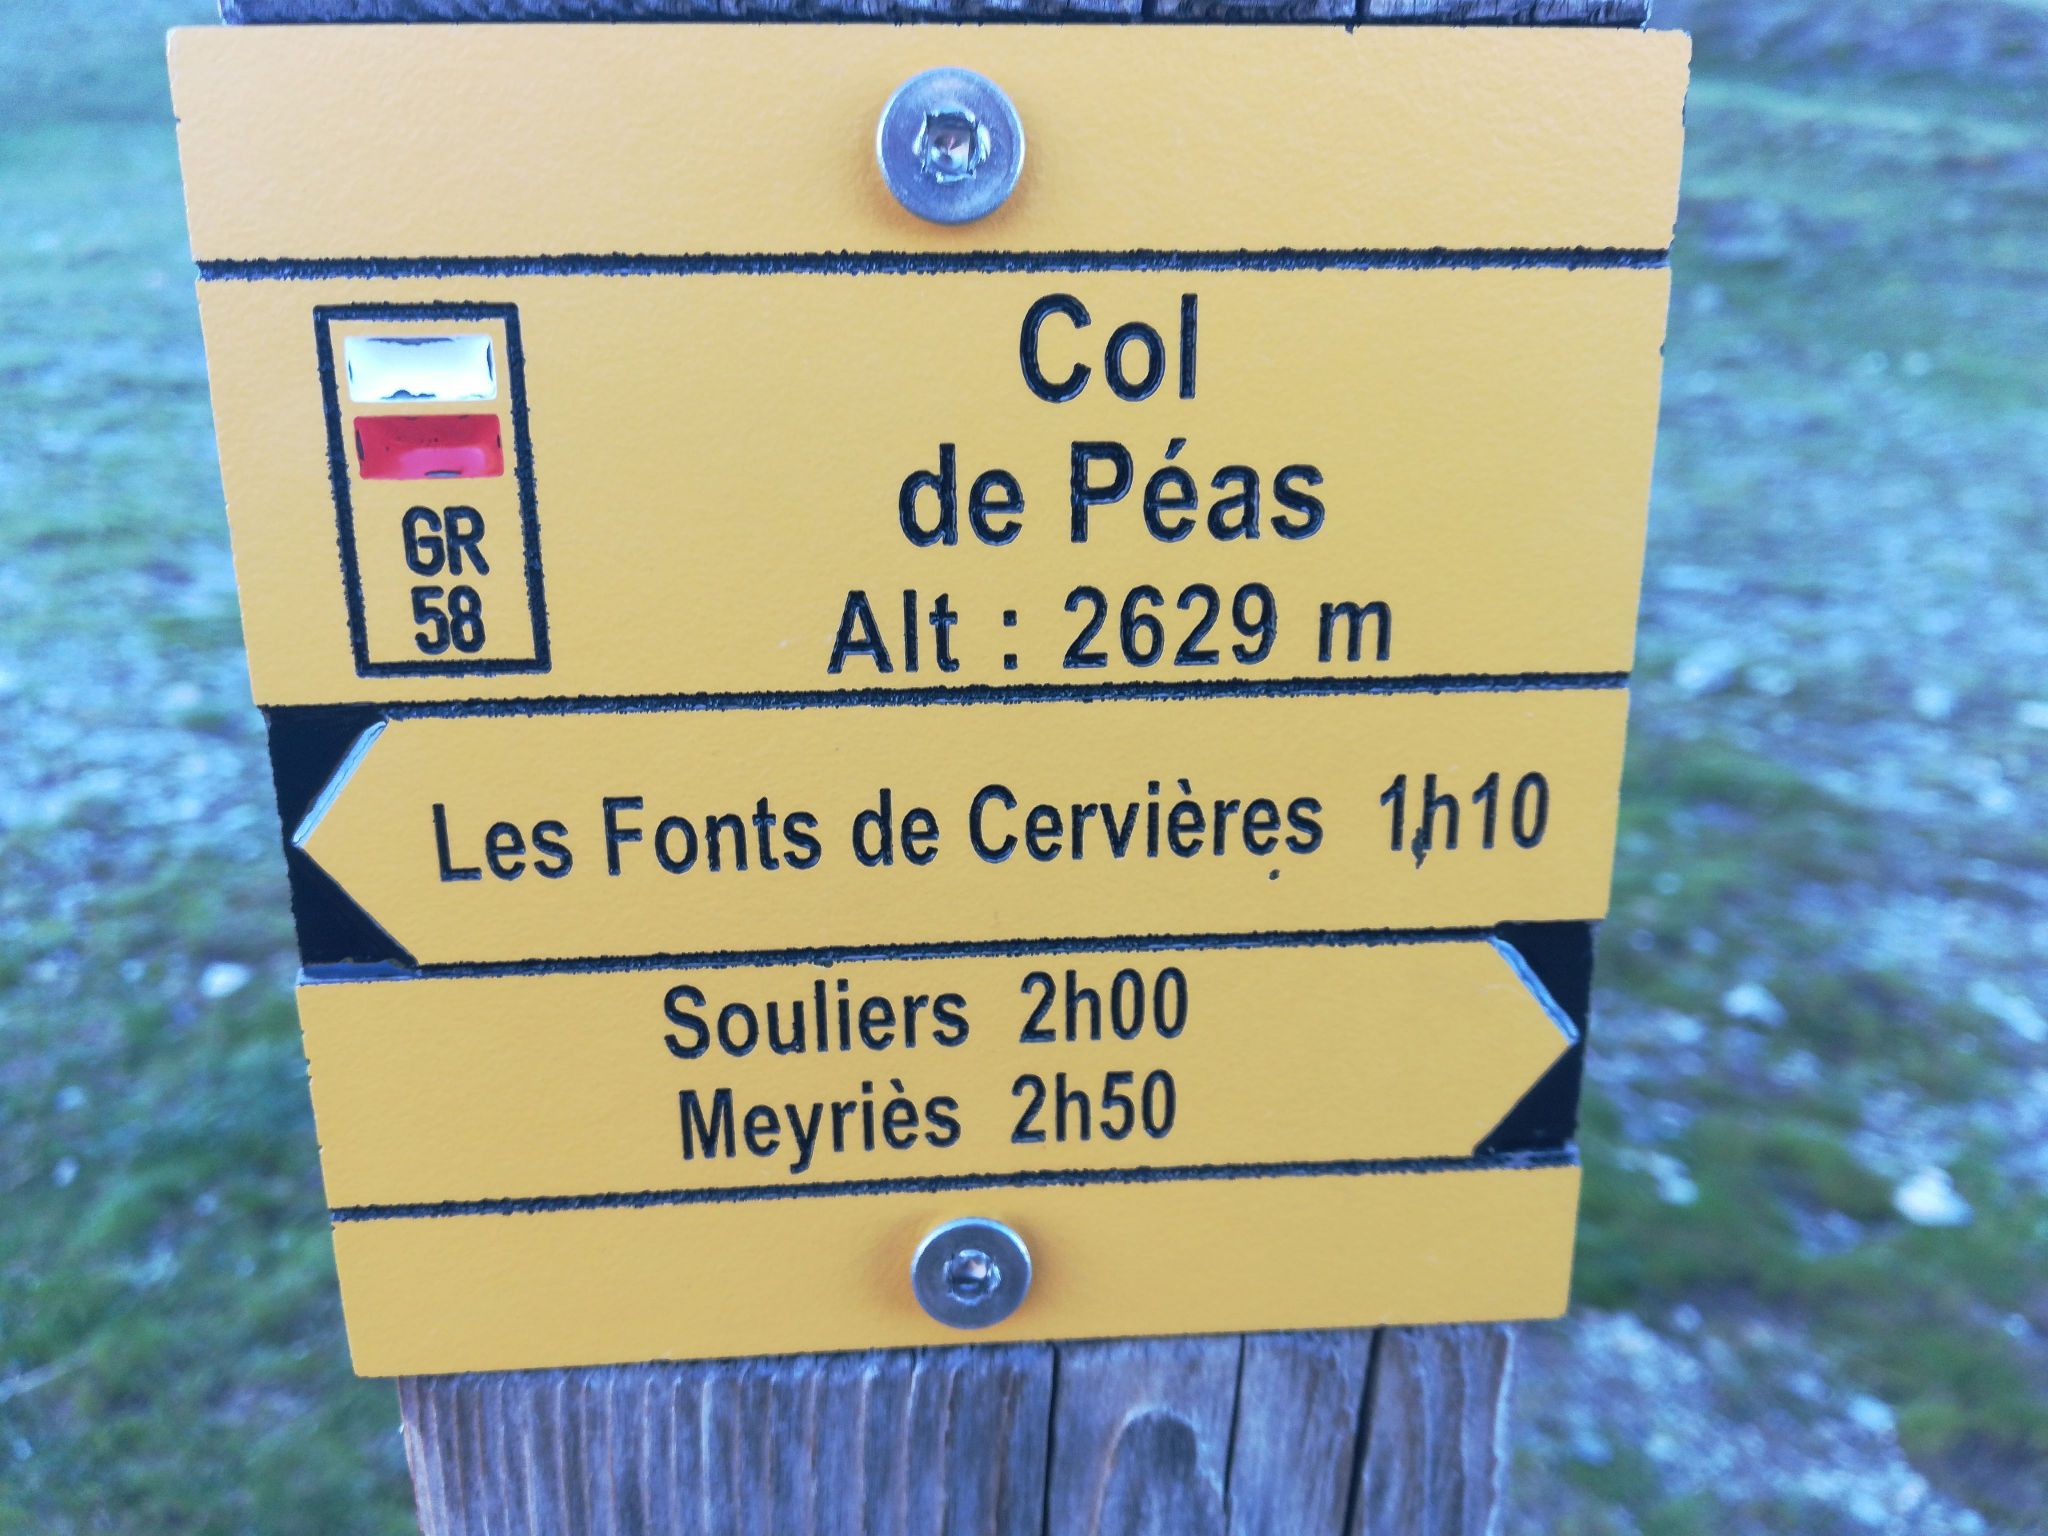 GR
58
Col
de Péas
Alt : 2629 m
Les Fonts de Cervières 1h10
Souliers 2h00
Meyriès 2h50